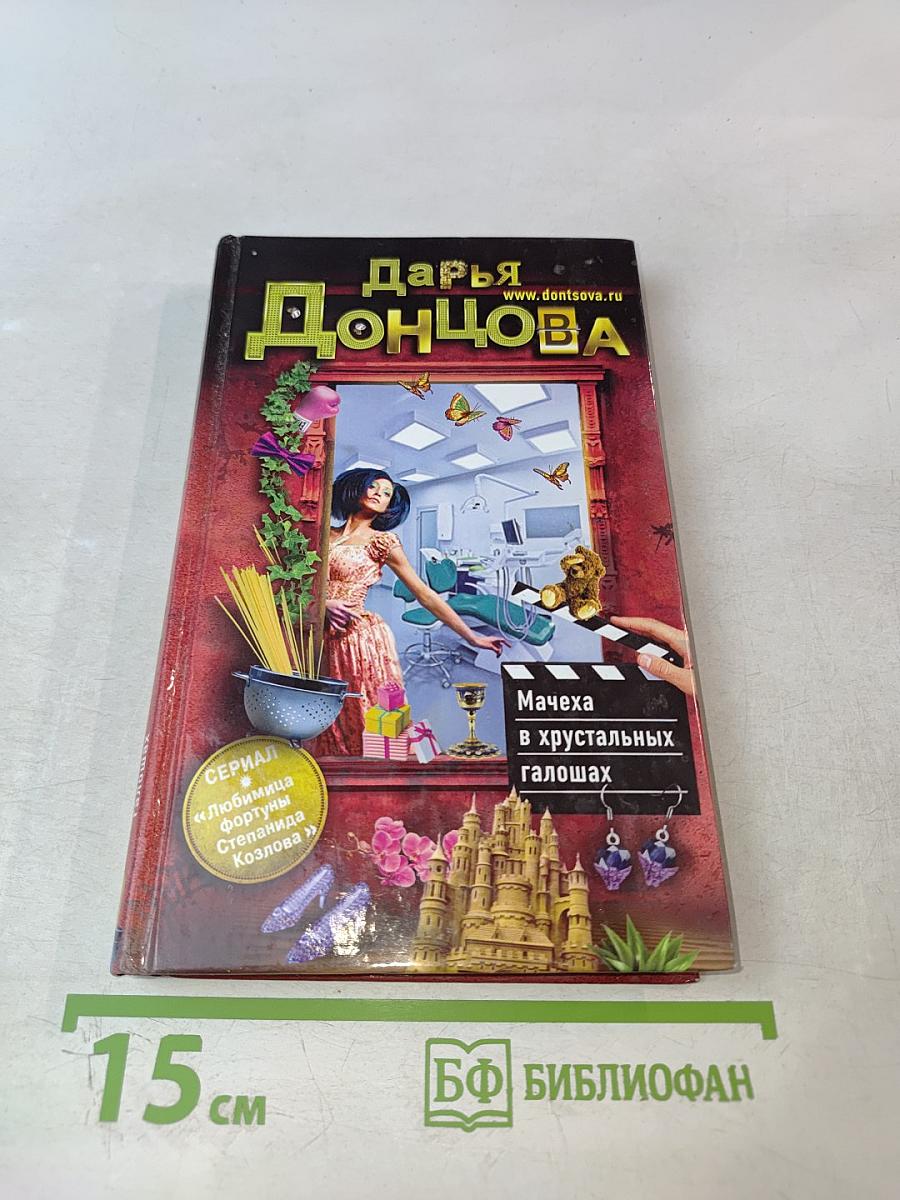 Дарья
www.dontsova.ru
Донцова
Мачеха
в хрустальных
галошах
СЕРИАЛ
«Любимица
фортуны
Степанида
Козлова»
15 см
БФ БИБЛИОФАН